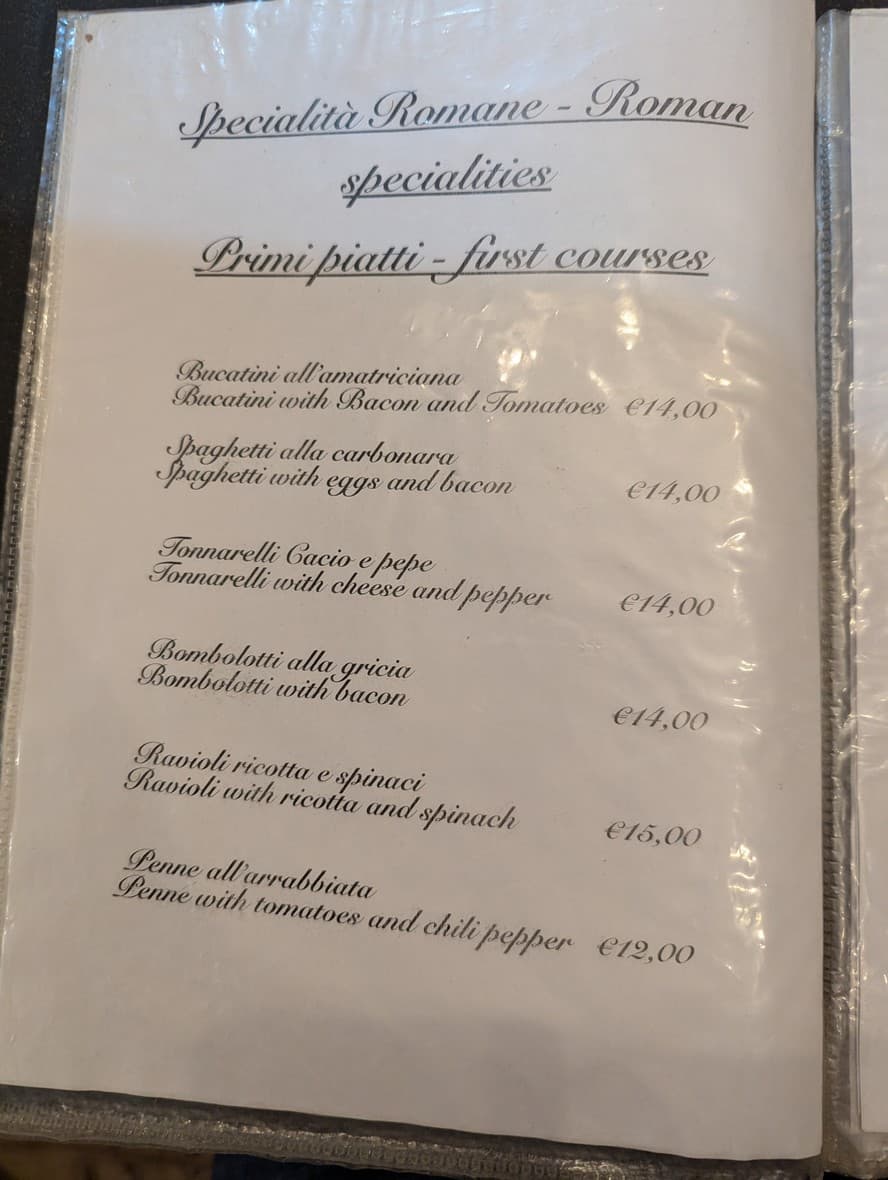 Specialità Romane - Roman
specialities
Primi piatti - first courses
Bucatini all'amatriciana
Bucatini with Bacon and Tomatoes €14,00
Spaghetti alla carbonara
Spaghetti with eggs and bacon €14,00
Tonnarelli Cacio e pepe
Tonnarelli with cheese and pepper €14,00
Bombolotti alla gricia
Bombolotti with bacon €14,00
Ravioli ricotta e spinaci
Ravioli with ricotta and spinach €15,00
Penne all'arrabbiata
Penne with tomatoes and chili pepper €12,00